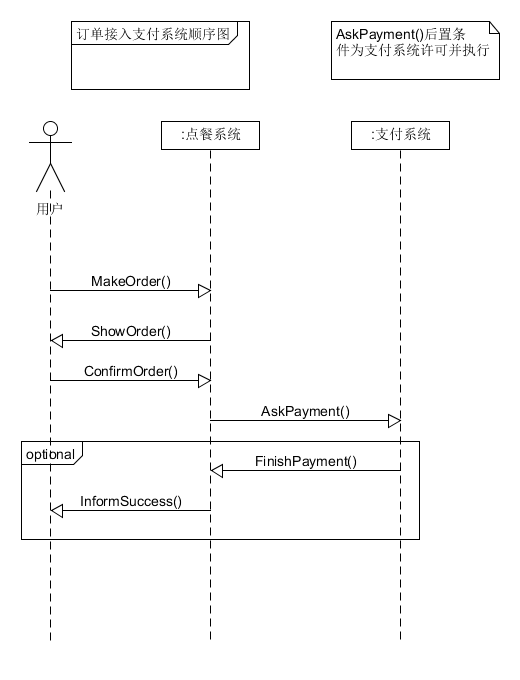 订单接入支付系统顺序图
AskPayment()后置条
件为支付系统许可并执行
:点餐系统
:支付系统
用户
MakeOrder()
ShowOrder()
ConfirmOrder()
AskPayment()
optional
FinishPayment()
InformSuccess()